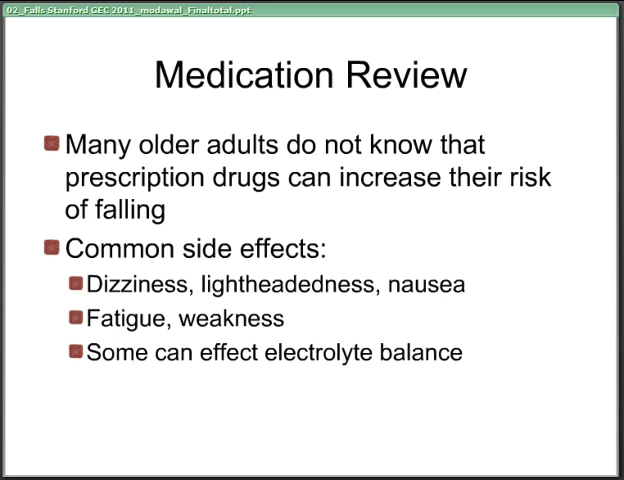 02_Falls Stanford GEC 2011_modawal_Finaltotal.ppt
Medication Review
Many older adults do not know that
prescription drugs can increase their risk
of falling
Common side effects:
Dizziness, lightheadedness, nausea
Fatigue, weakness
Some can effect electrolyte balance